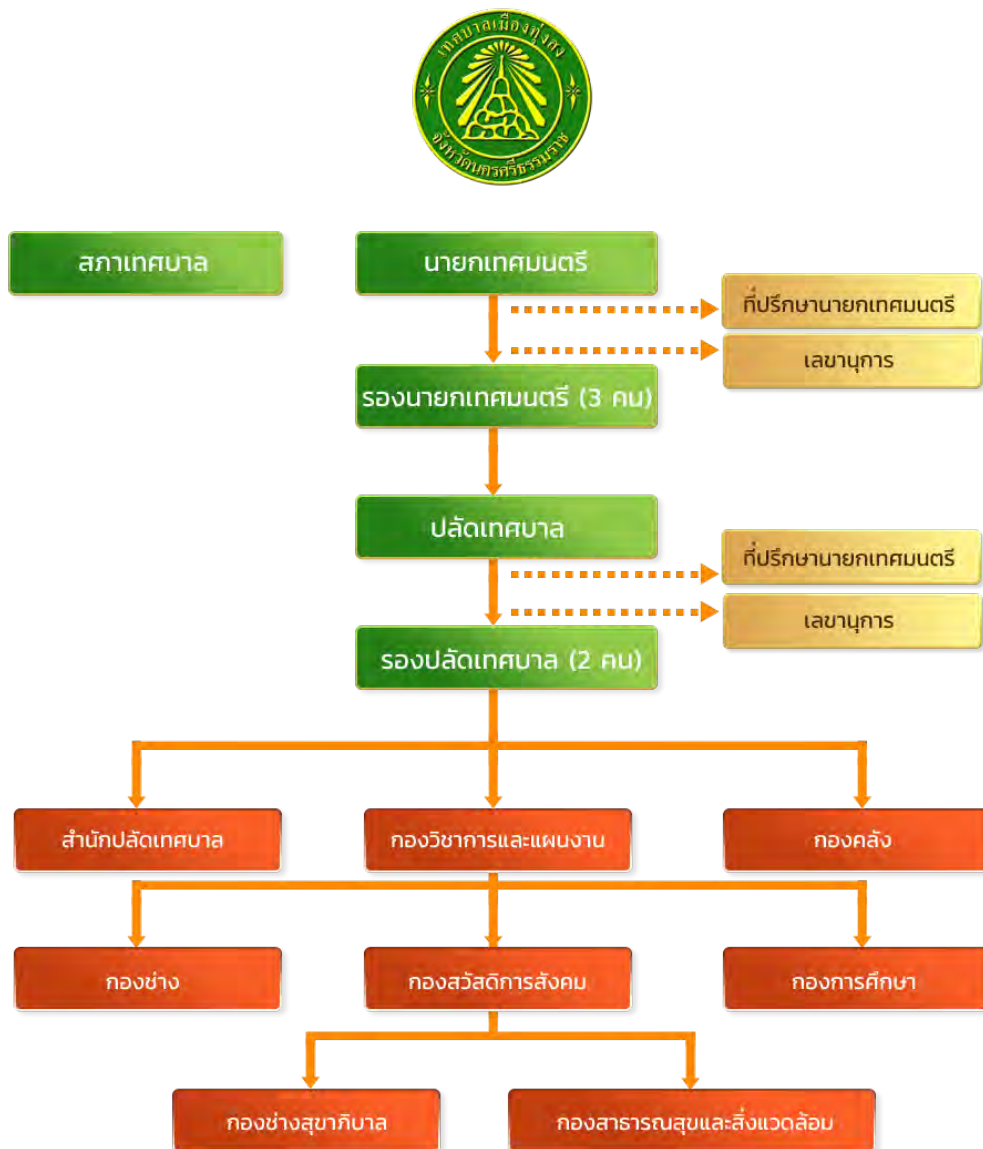 เทศบาลเมืองทุ่งสง
จังหวัดนครศรีธรรมราช
สภาเทศบาล
นายกเทศมนตรี
ที่ปรึกษานายกเทศมนตรี
เลขานุการ
รองนายกเทศมนตรี (3 คน)
ปลัดเทศบาล
ที่ปรึกษานายกเทศมนตรี
เลขานุการ
รองปลัดเทศบาล (2 คน)
สำนักปลัดเทศบาล
กองวิชาการและแผนงาน
กองคลัง
กองช่าง
กองสวัสดิการสังคม
กองการศึกษา
กองช่างสุขาภิบาล
กองสาธารณสุขและสิ่งแวดล้อม